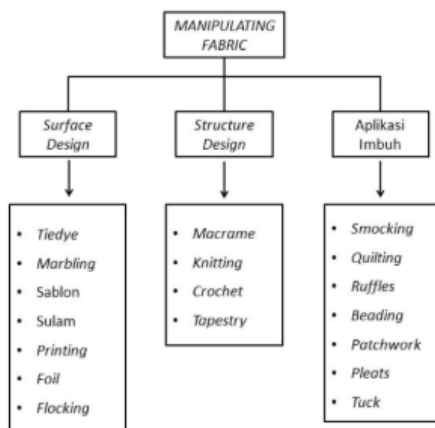 MANIPULATING
FABRIC
Surface
Design
Structure
Design
Aplikasi
Imbuh
• Tiedye
• Marbling
• Sablon
• Sulam
• Printing
• Foil
• Flocking
• Macrame
• Knitting
• Crochet
• Tapestry
• Smocking
• Quilting
• Ruffles
• Beading
• Patchwork
• Pleats
• Tuck